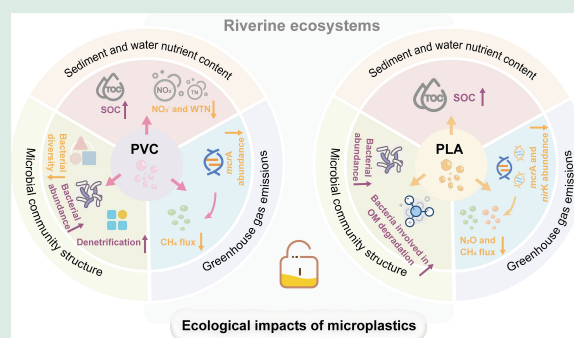 Riverine ecosystems
Sediment and water nutrient content
TOC
NO₃
TN
SOC
NO₃⁻ and WTN
Bacterial
diversity
Bacterial
abundance
Denetrification
Microbial community structure
PVC
mcrA
abundance
CH₄ flux
Greenhouse gas emissions
Sediment and water nutrient content
TOC
SOC
Bacterial
abundance
Bacteria involved in
OM degradation
Microbial community structure
PLA
mcrA and
nirK abundance
N₂O and
CH₄ flux
Greenhouse gas emissions
I
Ecological impacts of microplastics